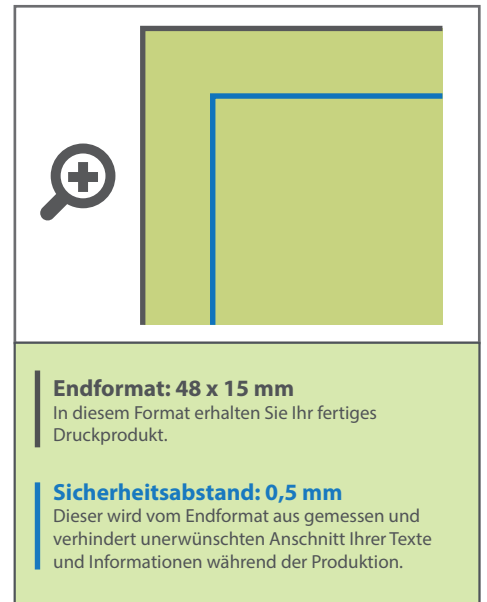 Endformat: 48 x 15 mm
In diesem Format erhalten Sie Ihr fertiges
Druckprodukt.
Sicherheitsabstand: 0,5 mm
Dieser wird vom Endformat aus gemessen und
verhindert unerwünschten Anschnitt Ihrer Texte
und Informationen während der Produktion.